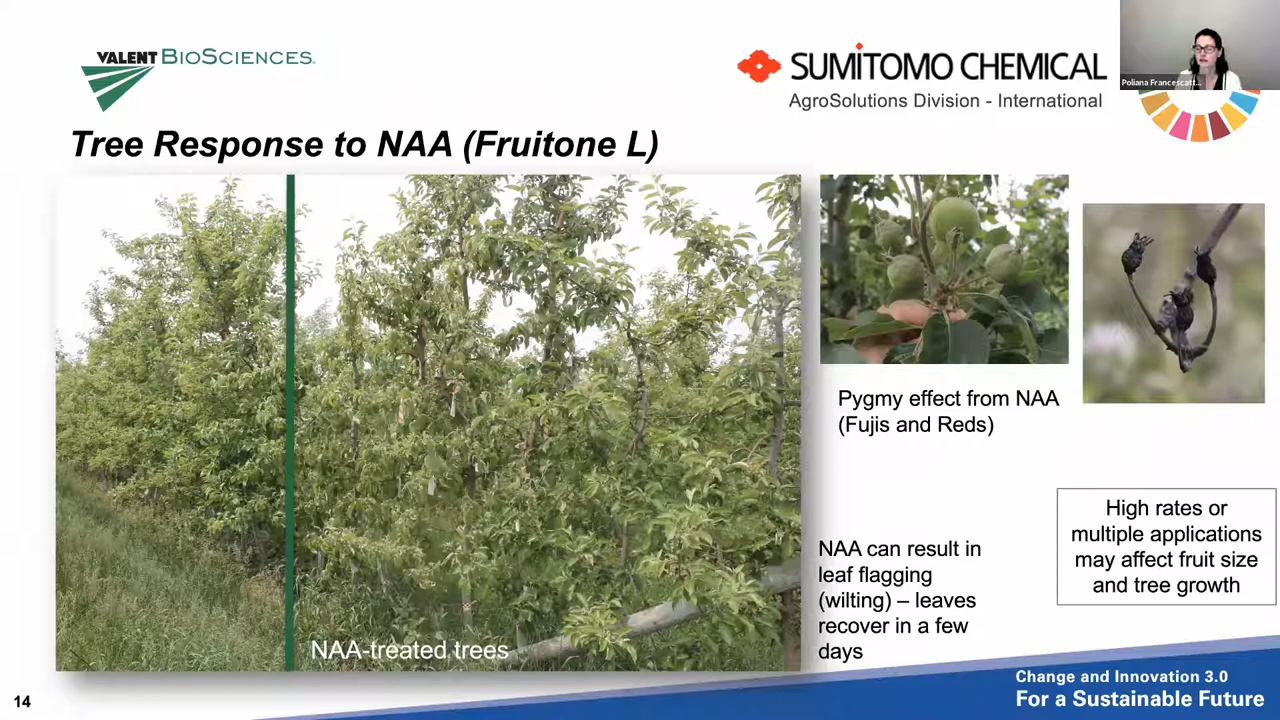 VALENT BIOSCIENCES.
SUMITOMO CHEMICAL
AgroSolutions Division - International
Poliana Francescatt...
Tree Response to NAA (Fruitone L)
NAA-treated trees
Pygmy effect from NAA
(Fujis and Reds)
NAA can result in
leaf flagging
(wilting) – leaves
recover in a few
days
High rates or
multiple applications
may affect fruit size
and tree growth
14
Change and Innovation 3.0
For a Sustainable Future